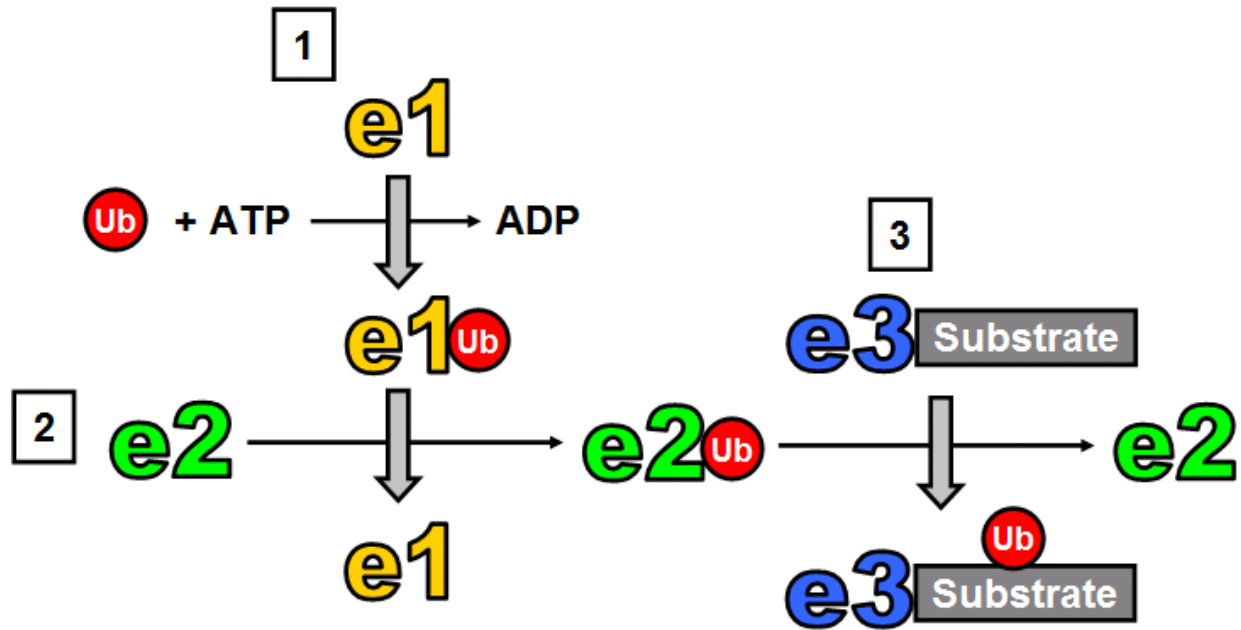 1
e1
Ub + ATP ADP
3
e1 Ub
e3 Substrate
2
e2 e2 Ub e2
e1
Ub
e3 Substrate